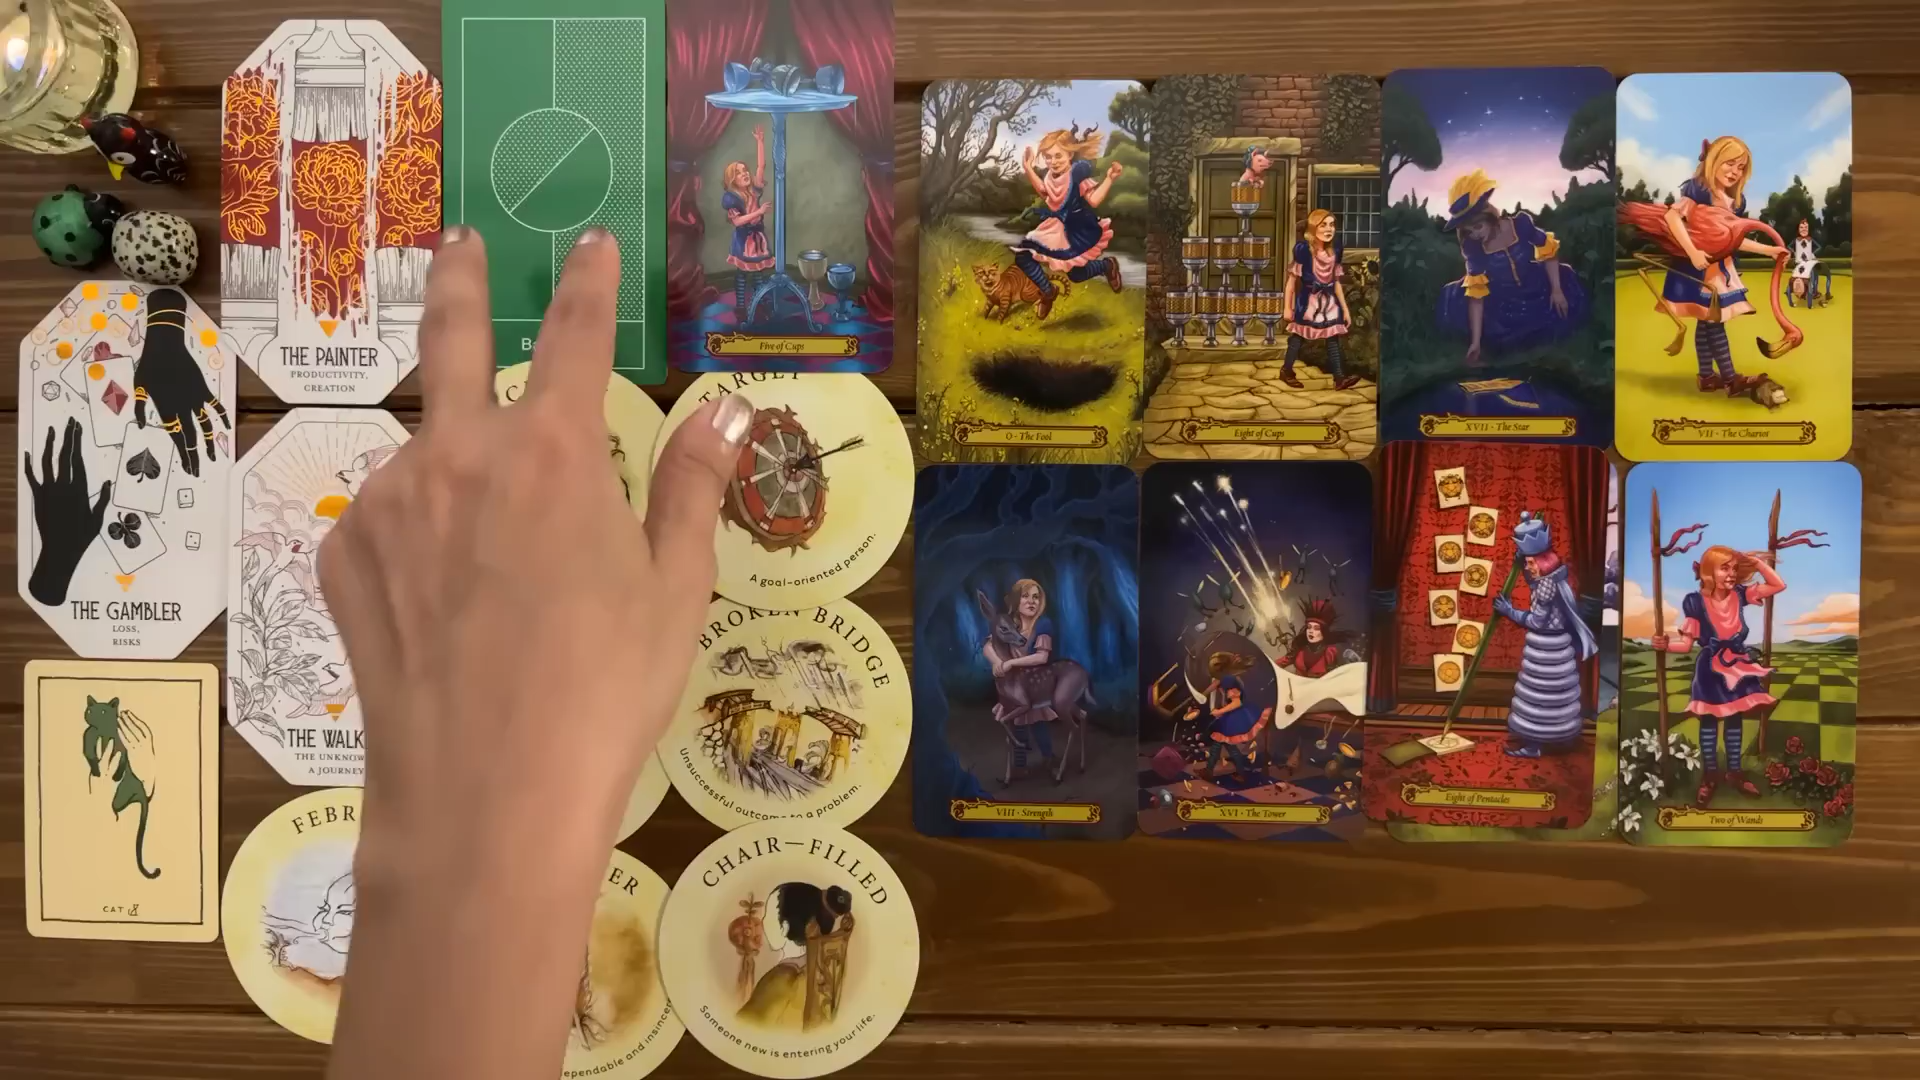 THE PAINTER
PRODUCTIVITY,
CREATION
Five of Cups
0 - The Fool
Eight of Cups
XVII - The Star
VII - The Chariot
THE GAMBLER
LOSS,
RISKS
TARGET
A goal-oriented person.
A JOURNEY
BROKEN BRIDGE
Unsuccessful outcome to a problem.
VIII - Strength
XVI - The Tower
Eight of Pentacles
Two of Wands
CAT
CHAIR—FILLED
Someone new is entering your life.